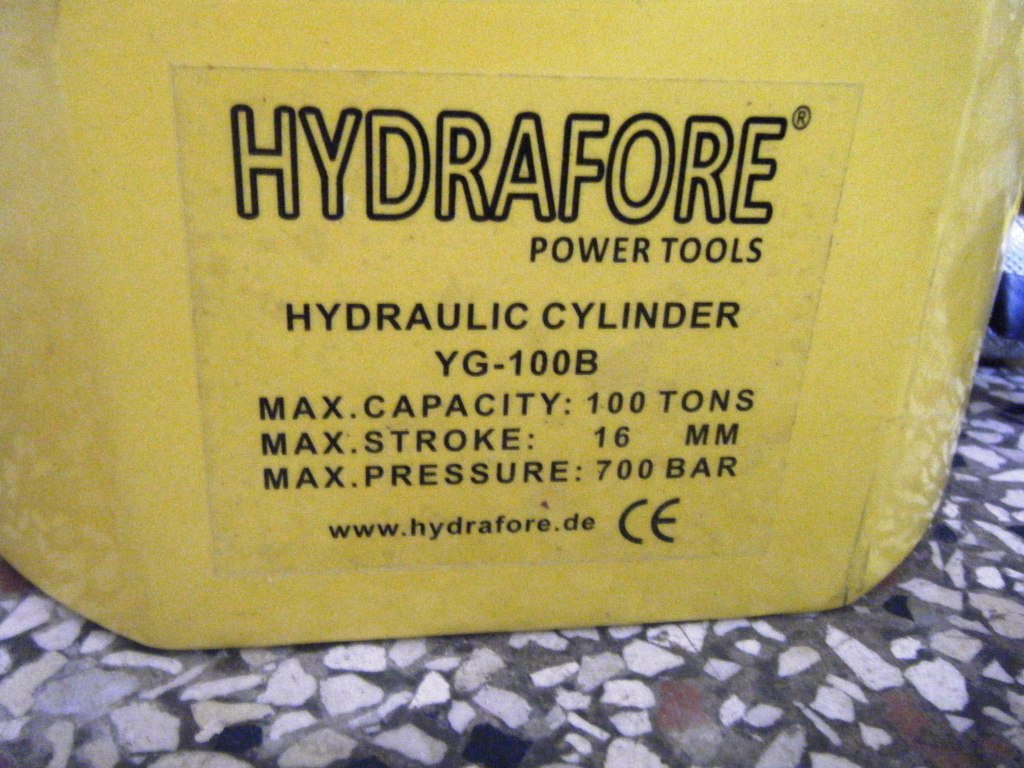 HYDRAFORE®
POWER TOOLS
HYDRAULIC CYLINDER
YG-100B
MAX.CAPACITY: 100 TONS
MAX.STROKE: 16 MM
MAX.PRESSURE: 700 BAR
www.hydrafore.de CE